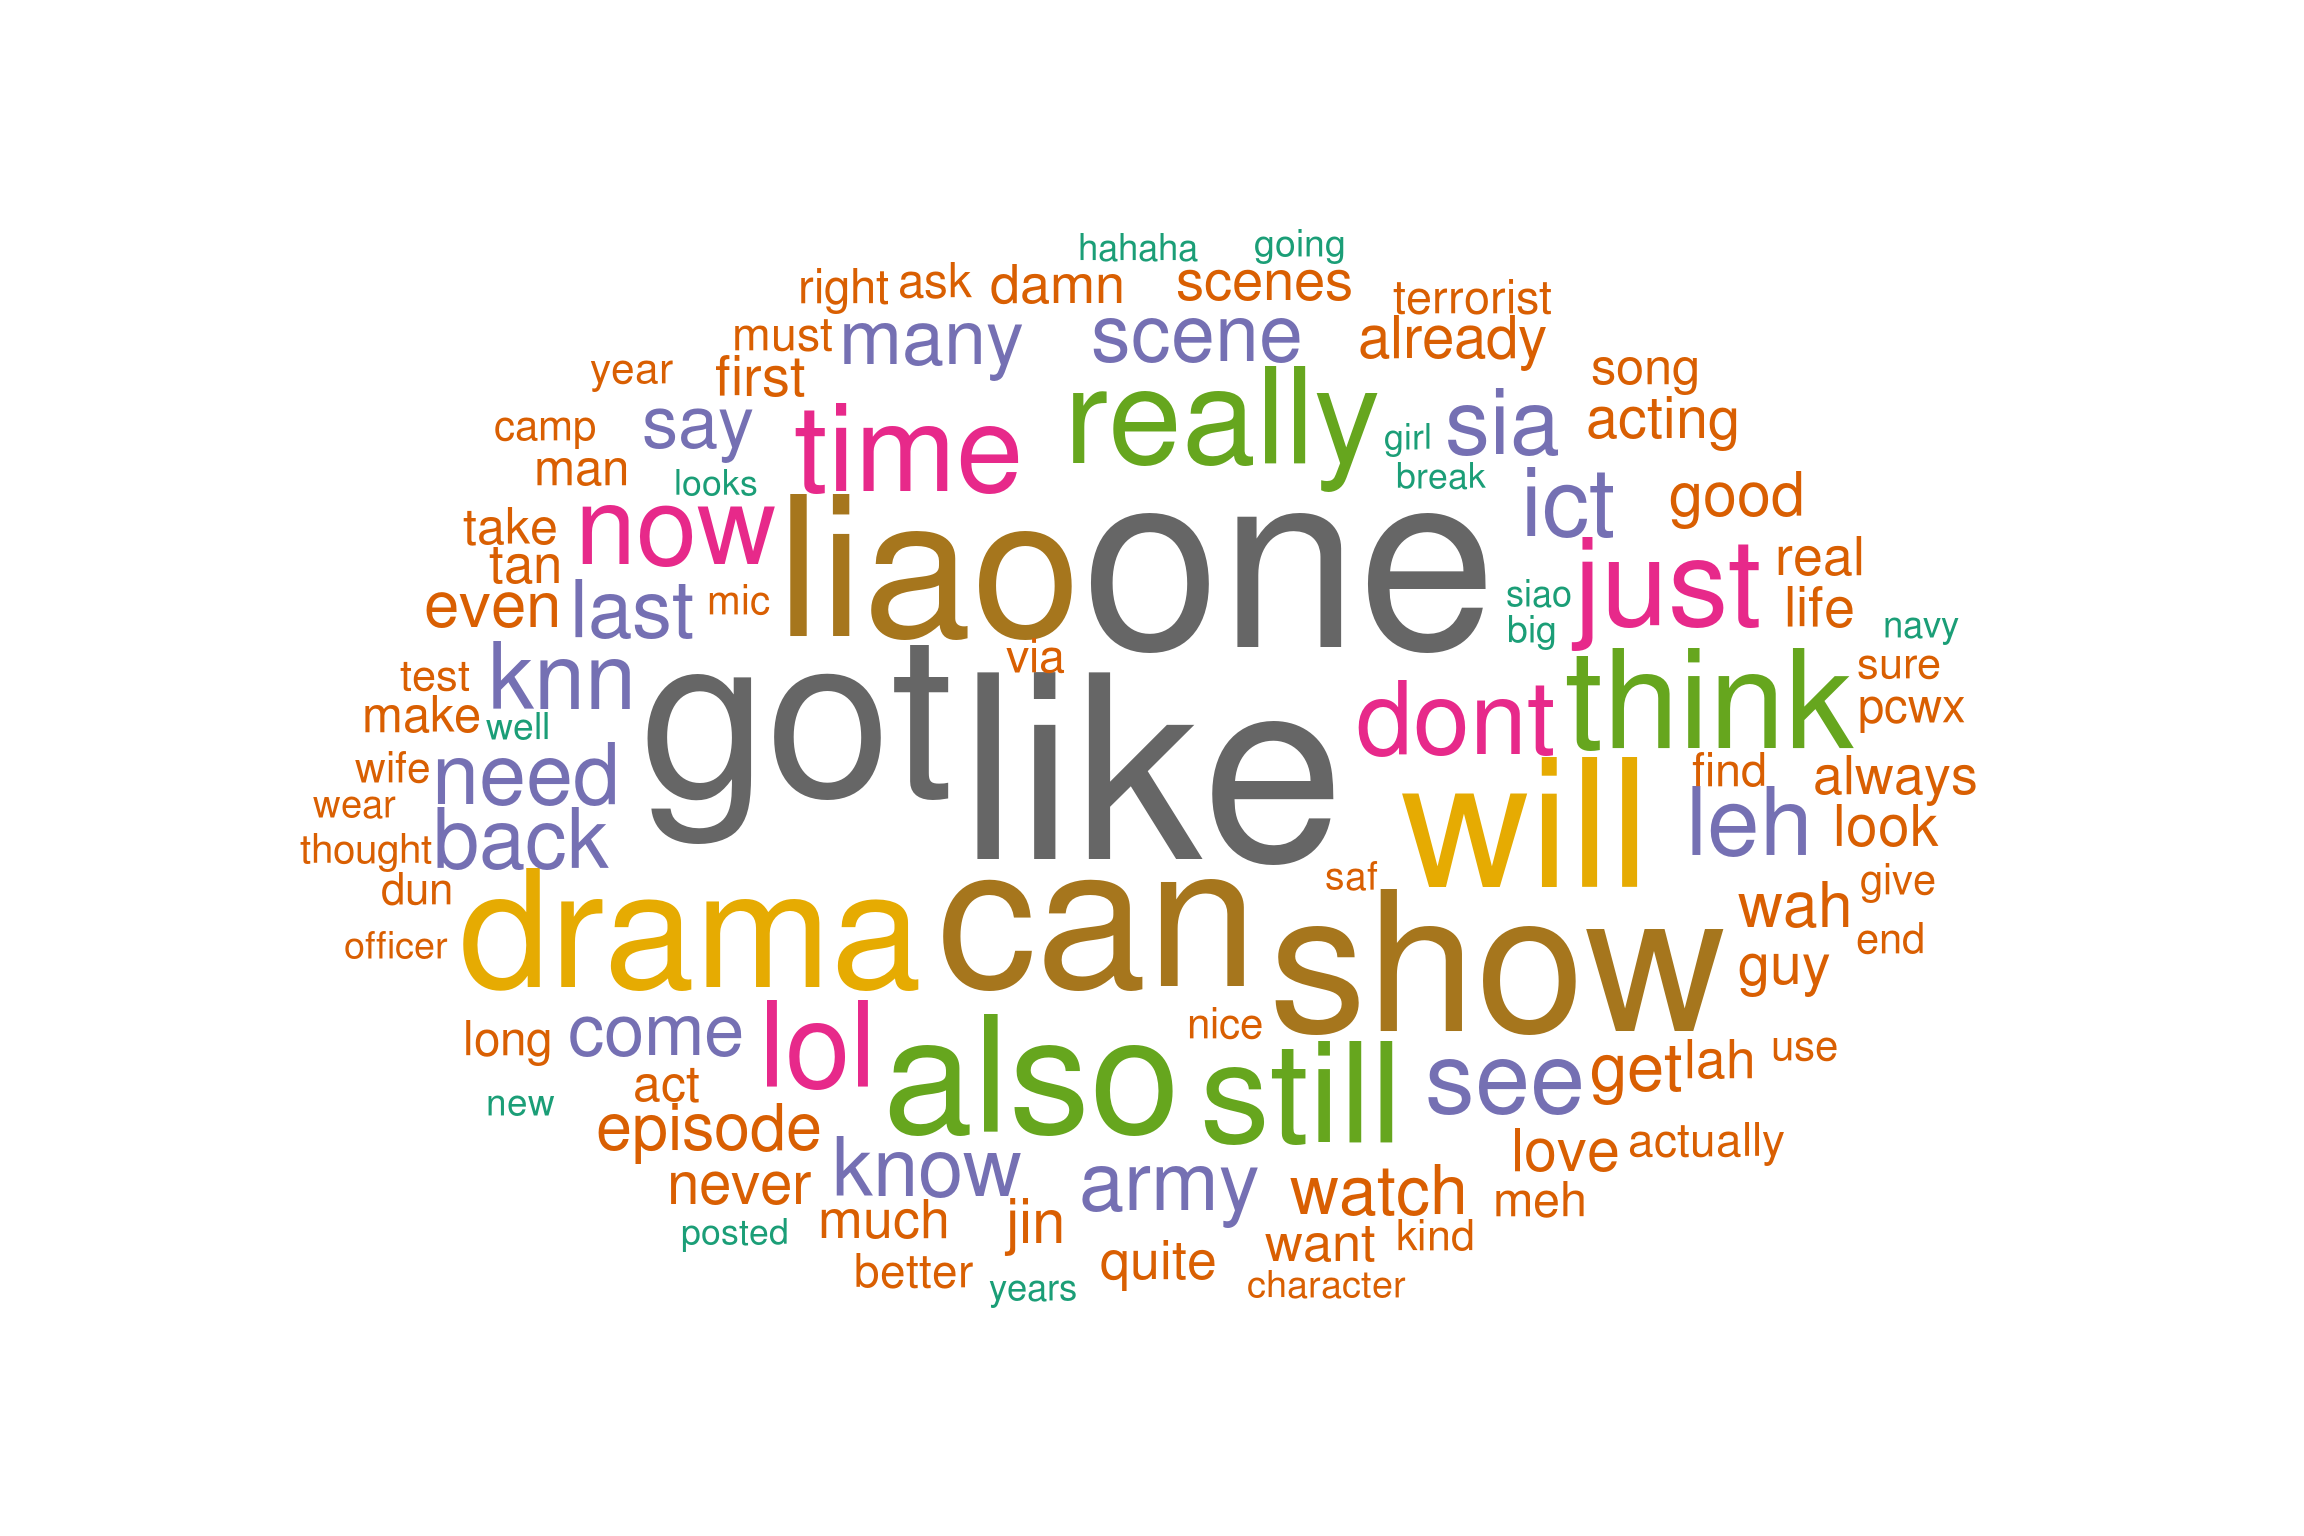 hahaha going
right ask damn scenes terrorist
must many scene already
year first really song
camp say time girl sia acting
man looks break ict good
take now liao one just real
tan
even last mic siao life
big navy
knn got via like dont think sure
test
make well pcwx
wife need will find always
wear back leh look
thought
dun drama can saf show wah give
officer guy end
long come lol also nice still see get lah use
new act
episode love actually
never know army watch meh
posted much jin want kind
better years quite character